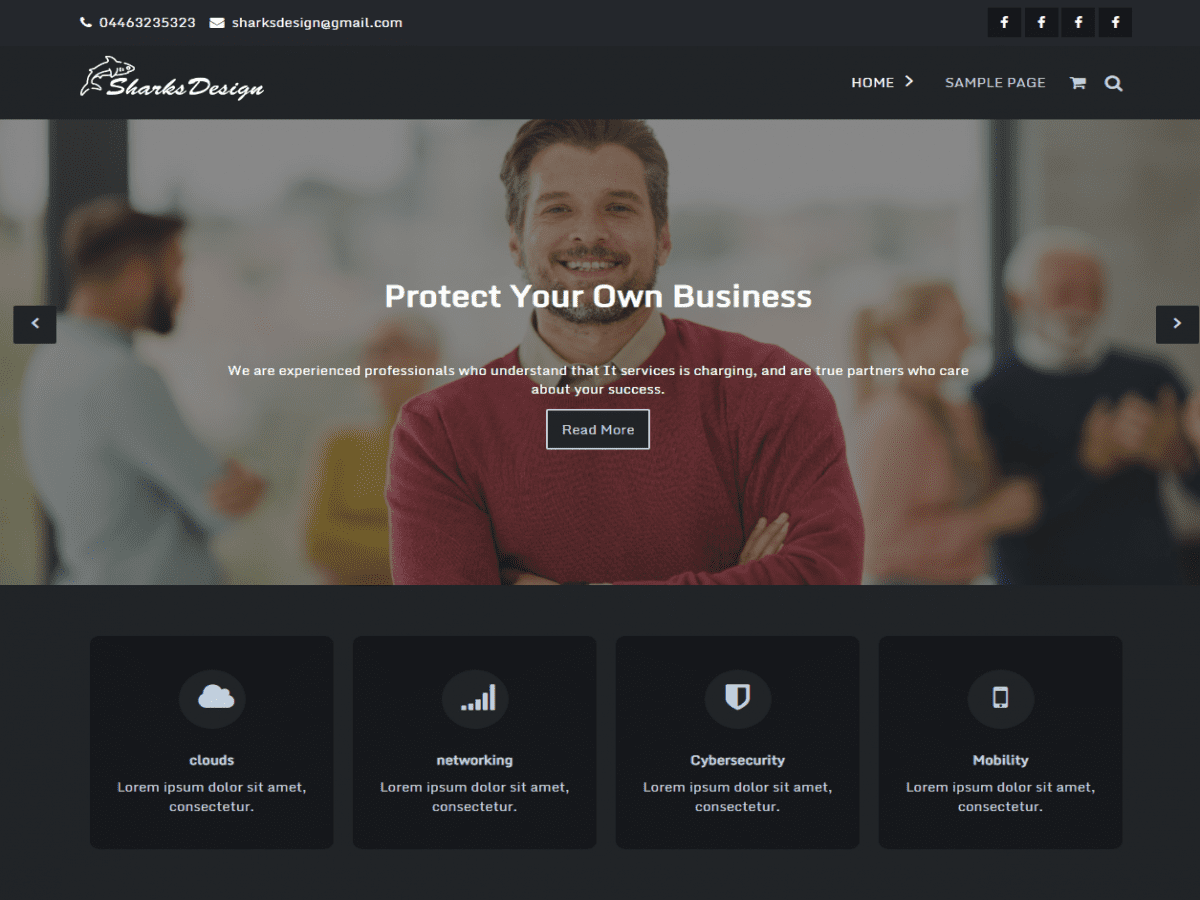 04463235323 sharksdesign@gmail.com
SharksDesign
HOME SAMPLE PAGE
Protect Your Own Business
We are experienced professionals who understand that It services is charging, and are true partners who care
about your success.
Read More
clouds
Lorem ipsum dolor sit amet,
consectetur.
networking
Lorem ipsum dolor sit amet,
consectetur.
Cybersecurity
Lorem ipsum dolor sit amet,
consectetur.
Mobility
Lorem ipsum dolor sit amet,
consectetur.